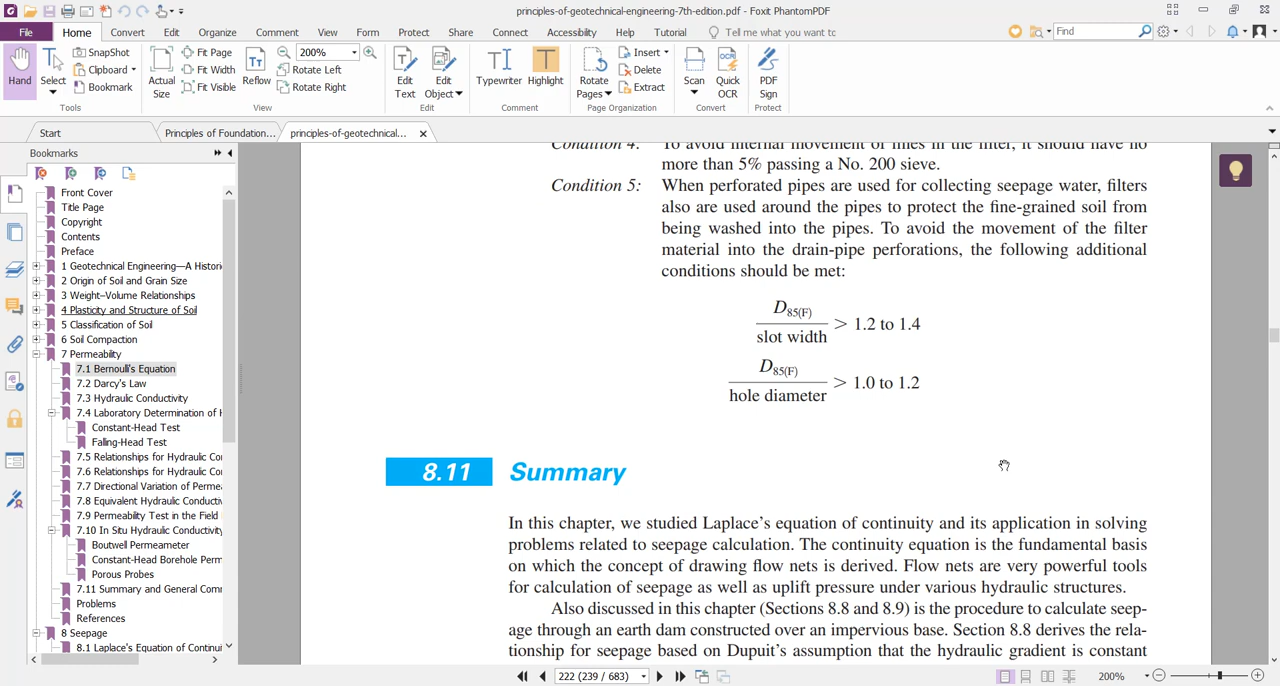 principles-of-geotechnical-engineering-7th-edition.pdf - Foxit PhantomPDF
File Home Convert Edit Organize Comment View Form Protect Share Connect Accessibility Help Tutorial Tell me what you want tc Find
Hand
Select
SnapShot
Clipboard
Bookmark
Tools
Actual Size
Fit Page
Fit Width
Fit Visible
Reflow
200%
Rotate Left
Rotate Right
View
Edit Text
Edit Object
Edit
Typewriter
Highlight
Comment
Rotate Pages
Insert
Delete
Extract
Page Organization
Scan
Quick OCR
Convert
PDF Sign
Protect
Start
Principles of Foundation...
principles-of-geotechnical...
Bookmarks
Front Cover
Title Page
Copyright
Contents
Preface
1 Geotechnical Engineering—A Histori
2 Origin of Soil and Grain Size
3 Weight–Volume Relationships
4 Plasticity and Structure of Soil
5 Classification of Soil
6 Soil Compaction
7 Permeability
7.1 Bernoulli's Equation
7.2 Darcy's Law
7.3 Hydraulic Conductivity
7.4 Laboratory Determination of H
Constant-Head Test
Falling-Head Test
7.5 Relationships for Hydraulic Co
7.6 Relationships for Hydraulic Co
7.7 Directional Variation of Perme
7.8 Equivalent Hydraulic Conducti
7.9 Permeability Test in the Field
7.10 In Situ Hydraulic Conductivity
Boutwell Permeameter
Constant-Head Borehole Perm
Porous Probes
7.11 Summary and General Comm
Problems
References
8 Seepage
8.1 Laplace's Equation of Continui
Condition 4: To avoid internal movement of fines in the filter, it should have no
more than 5% passing a No. 200 sieve.
Condition 5: When perforated pipes are used for collecting seepage water, filters
also are used around the pipes to protect the fine-grained soil from
being washed into the pipes. To avoid the movement of the filter
material into the drain-pipe perforations, the following additional
conditions should be met:
D85(F)
slot width > 1.2 to 1.4
D85(F)
hole diameter > 1.0 to 1.2
8.11 Summary
In this chapter, we studied Laplace's equation of continuity and its application in solving
problems related to seepage calculation. The continuity equation is the fundamental basis
on which the concept of drawing flow nets is derived. Flow nets are very powerful tools
for calculation of seepage as well as uplift pressure under various hydraulic structures.
Also discussed in this chapter (Sections 8.8 and 8.9) is the procedure to calculate seep-
age through an earth dam constructed over an impervious base. Section 8.8 derives the rela-
tionship for seepage based on Dupuit's assumption that the hydraulic gradient is constant
222 (239 / 683)
200%